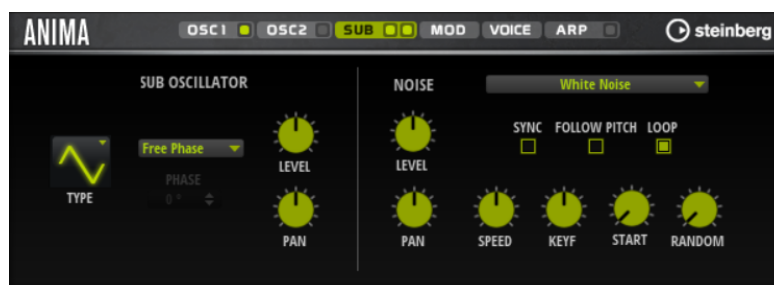 ANIMA OSC1 OSC2 SUB MOD VOICE ARP steinberg
SUB OSCILLATOR
Free Phase
PHASE
0 °
TYPE
LEVEL
PAN
NOISE White Noise
SYNC FOLLOW PITCH LOOP
LEVEL
PAN SPEED KEYF START RANDOM